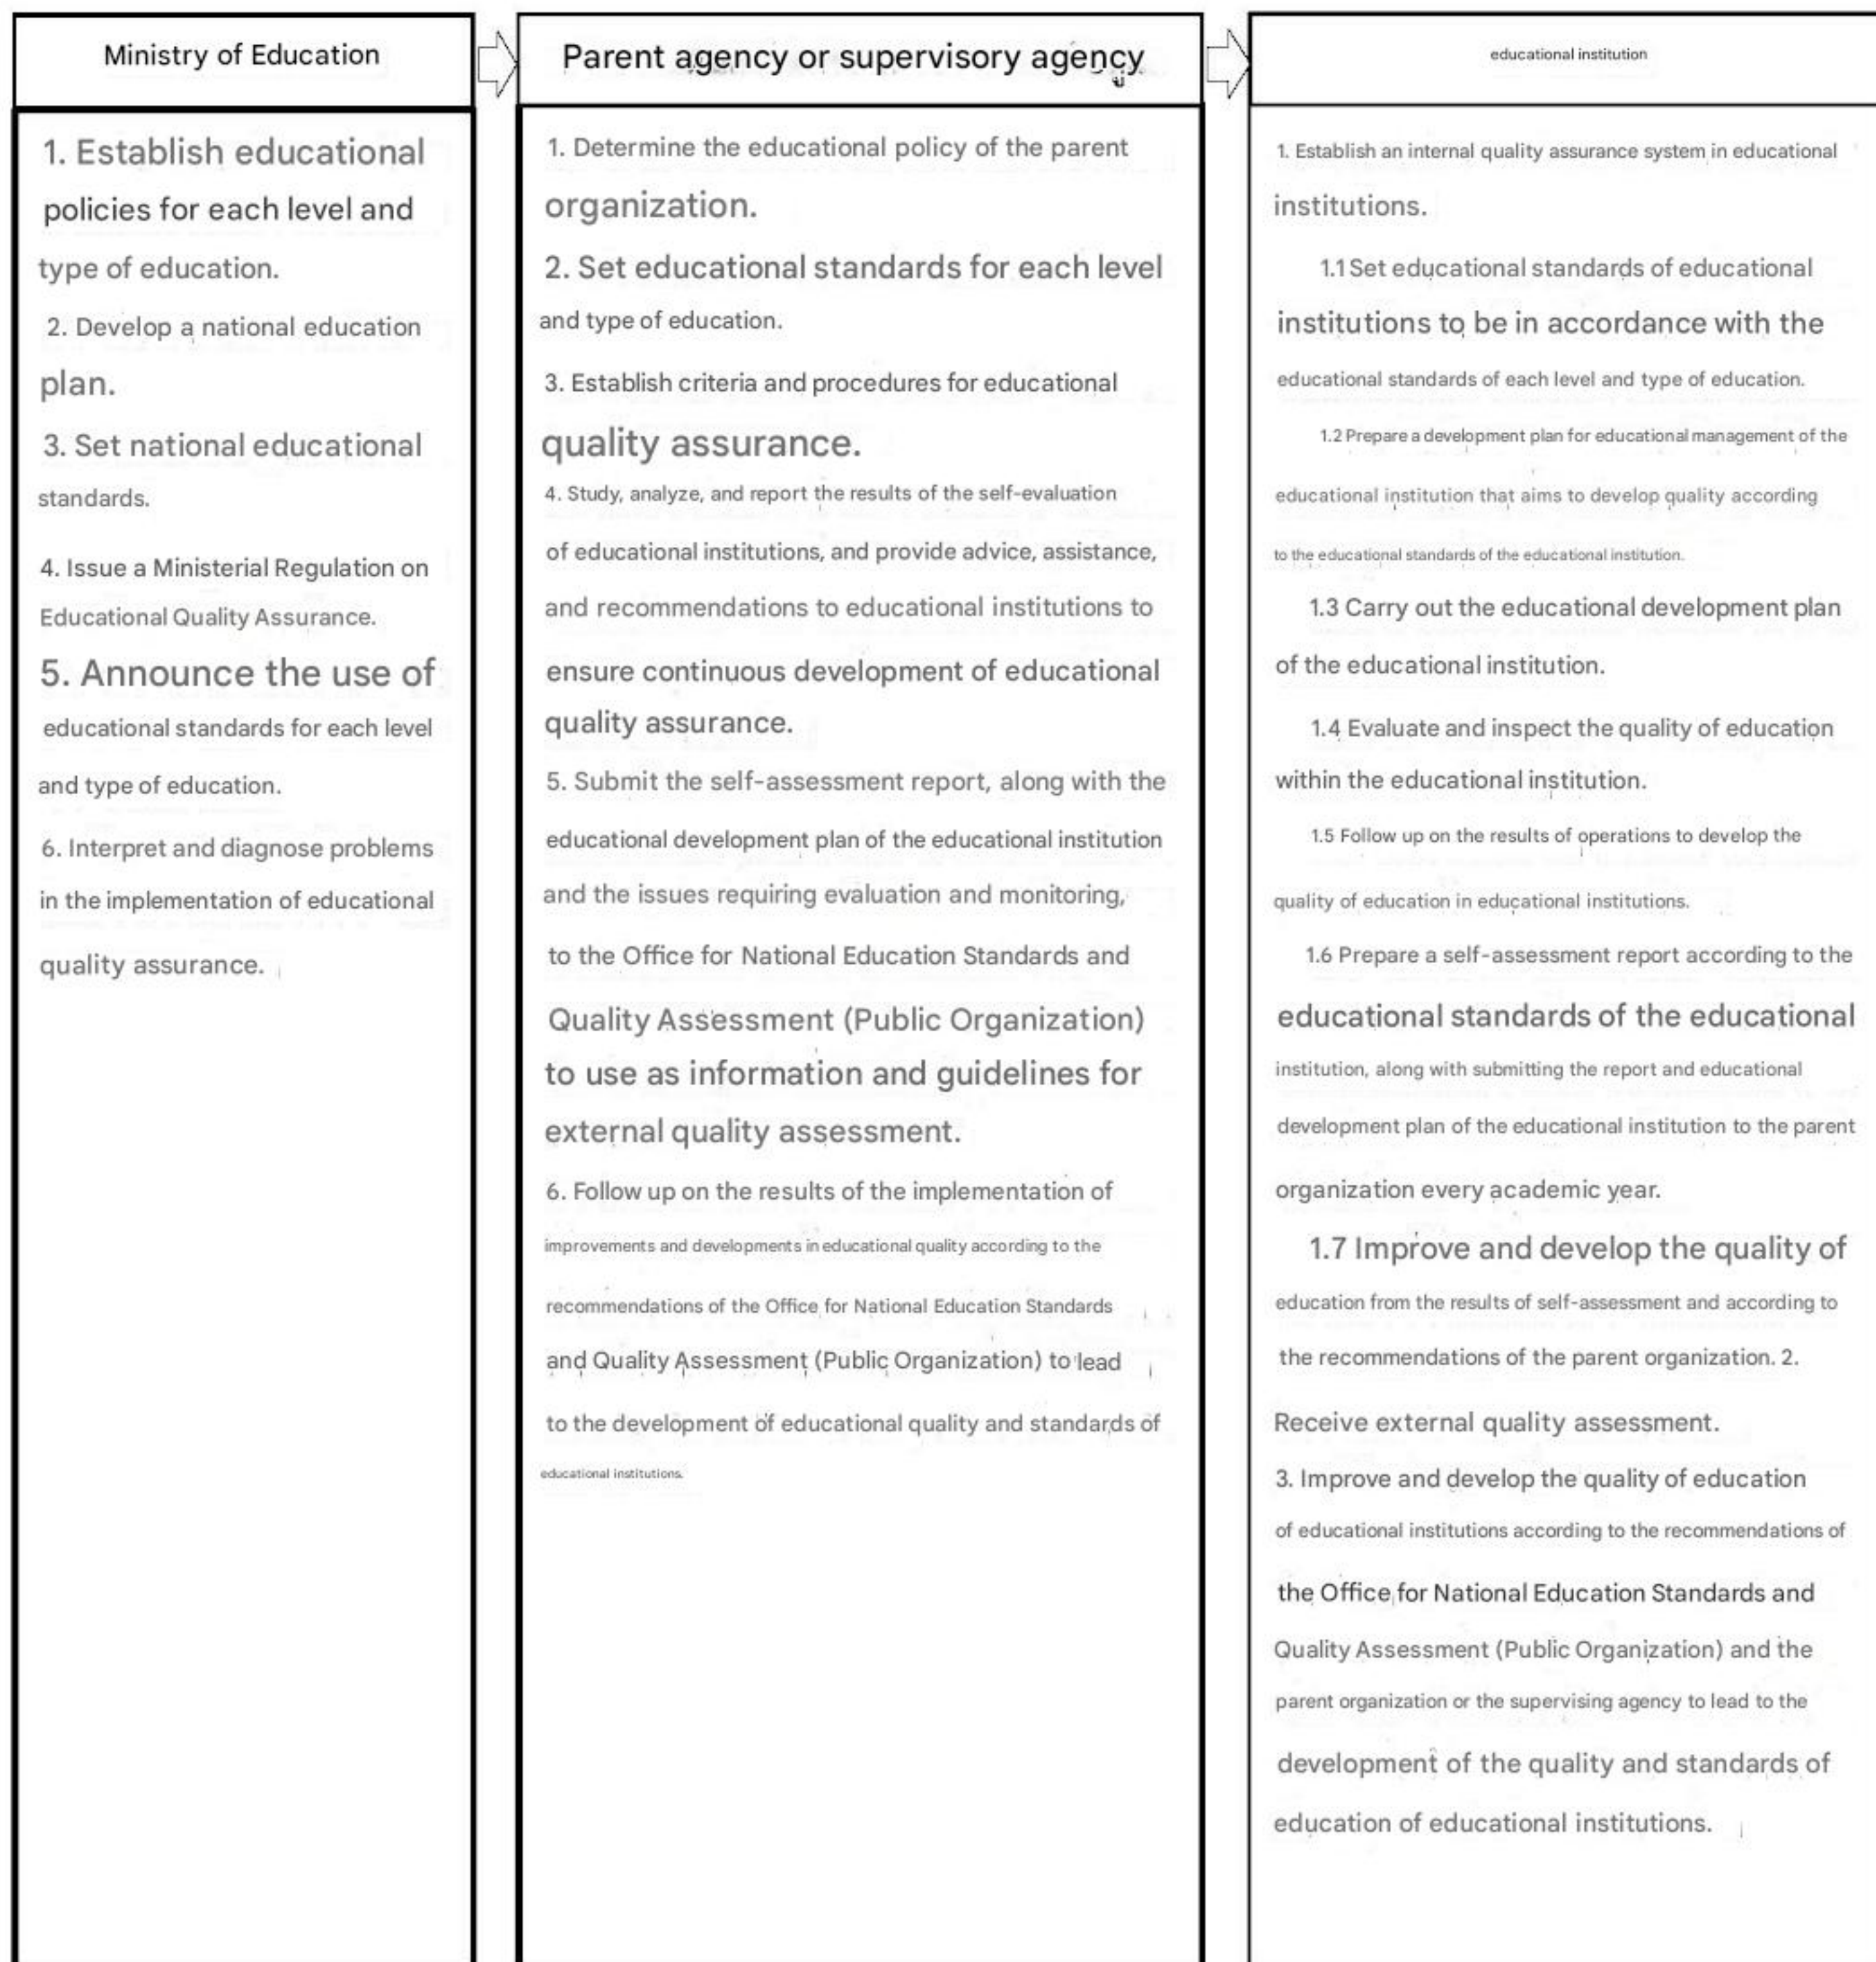 Ministry of Education
1. Establish educational
policies for each level and
type of education.
2. Develop a national education
plan.
3. Set national educational
standards.
4. Issue a Ministerial Regulation on
Educational Quality Assurance.
5. Announce the use of
educational standards for each level
and type of education.
6. Interpret and diagnose problems
in the implementation of educational
quality assurance.
Parent agency or supervisory agency
1. Determine the educational policy of the parent
organization.
2. Set educational standards for each level
and type of education.
3. Establish criteria and procedures for educational
quality assurance.
4. Study, analyze, and report the results of the self-evaluation
of educational institutions, and provide advice, assistance,
and recommendations to educational institutions to
ensure continuous development of educational
quality assurance.
5. Submit the self-assessment report, along with the
educational development plan of the educational institution
and the issues requiring evaluation and monitoring,
to the Office for National Education Standards and
Quality Assessment (Public Organization)
to use as information and guidelines for
external quality assessment.
6. Follow up on the results of the implementation of
improvements and developments in educational quality according to the
recommendations of the Office for National Education Standards
and Quality Assessment (Public Organization) to lead
to the development of educational quality and standards of
educational institutions.
educational institution
1. Establish an internal quality assurance system in educational
institutions.
1.1 Set educational standards of educational
institutions to be in accordance with the
educational standards of each level and type of education.
1.2 Prepare a development plan for educational management of the
educational institution that aims to develop quality according
to the educational standards of the educational institution.
1.3 Carry out the educational development plan
of the educational institution.
1.4 Evaluate and inspect the quality of education
within the educational institution.
1.5 Follow up on the results of operations to develop the
quality of education in educational institutions.
1.6 Prepare a self-assessment report according to the
educational standards of the educational
institution, along with submitting the report and educational
development plan of the educational institution to the parent
organization every academic year.
1.7 Improve and develop the quality of
education from the results of self-assessment and according to
the recommendations of the parent organization. 2.
Receive external quality assessment.
3. Improve and develop the quality of education
of educational institutions according to the recommendations of
the Office for National Education Standards and
Quality Assessment (Public Organization) and the
parent organization or the supervising agency to lead to the
development of the quality and standards of
education of educational institutions.